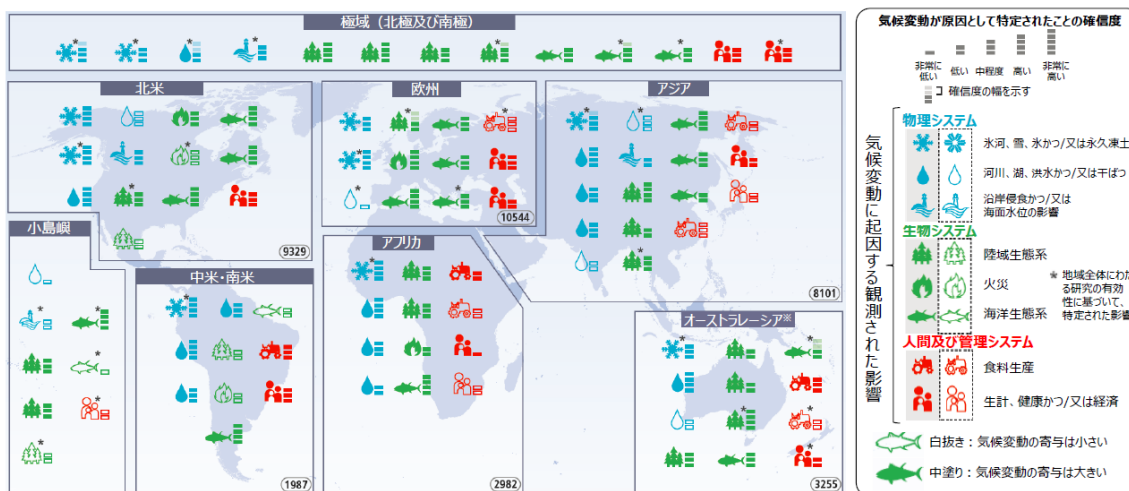 極域（北極及び南極）
北米
欧州
アジア
9329
10544
8101
小島嶼
中米・南米
アフリカ
オーストラレーシア※
1987
2982
3255
気候変動が原因として特定されたことの確信度
非常に低い
低い
中程度
高い
非常に高い
確信度の幅を示す
気候変動に起因する観測された影響
物理システム
氷河、雪、氷かつ/又は永久凍土
河川、湖、洪水かつ/又は干ばつ
沿岸侵食かつ/又は
海面水位の影響
生物システム
陸域生態系
火災
海洋生態系
* 地域全体にわた
る研究の有効
性に基づいて、
特定された影響
人間及び管理システム
食料生産
生計、健康かつ/又は経済
白抜き：気候変動の寄与は小さい
中塗り：気候変動の寄与は大きい